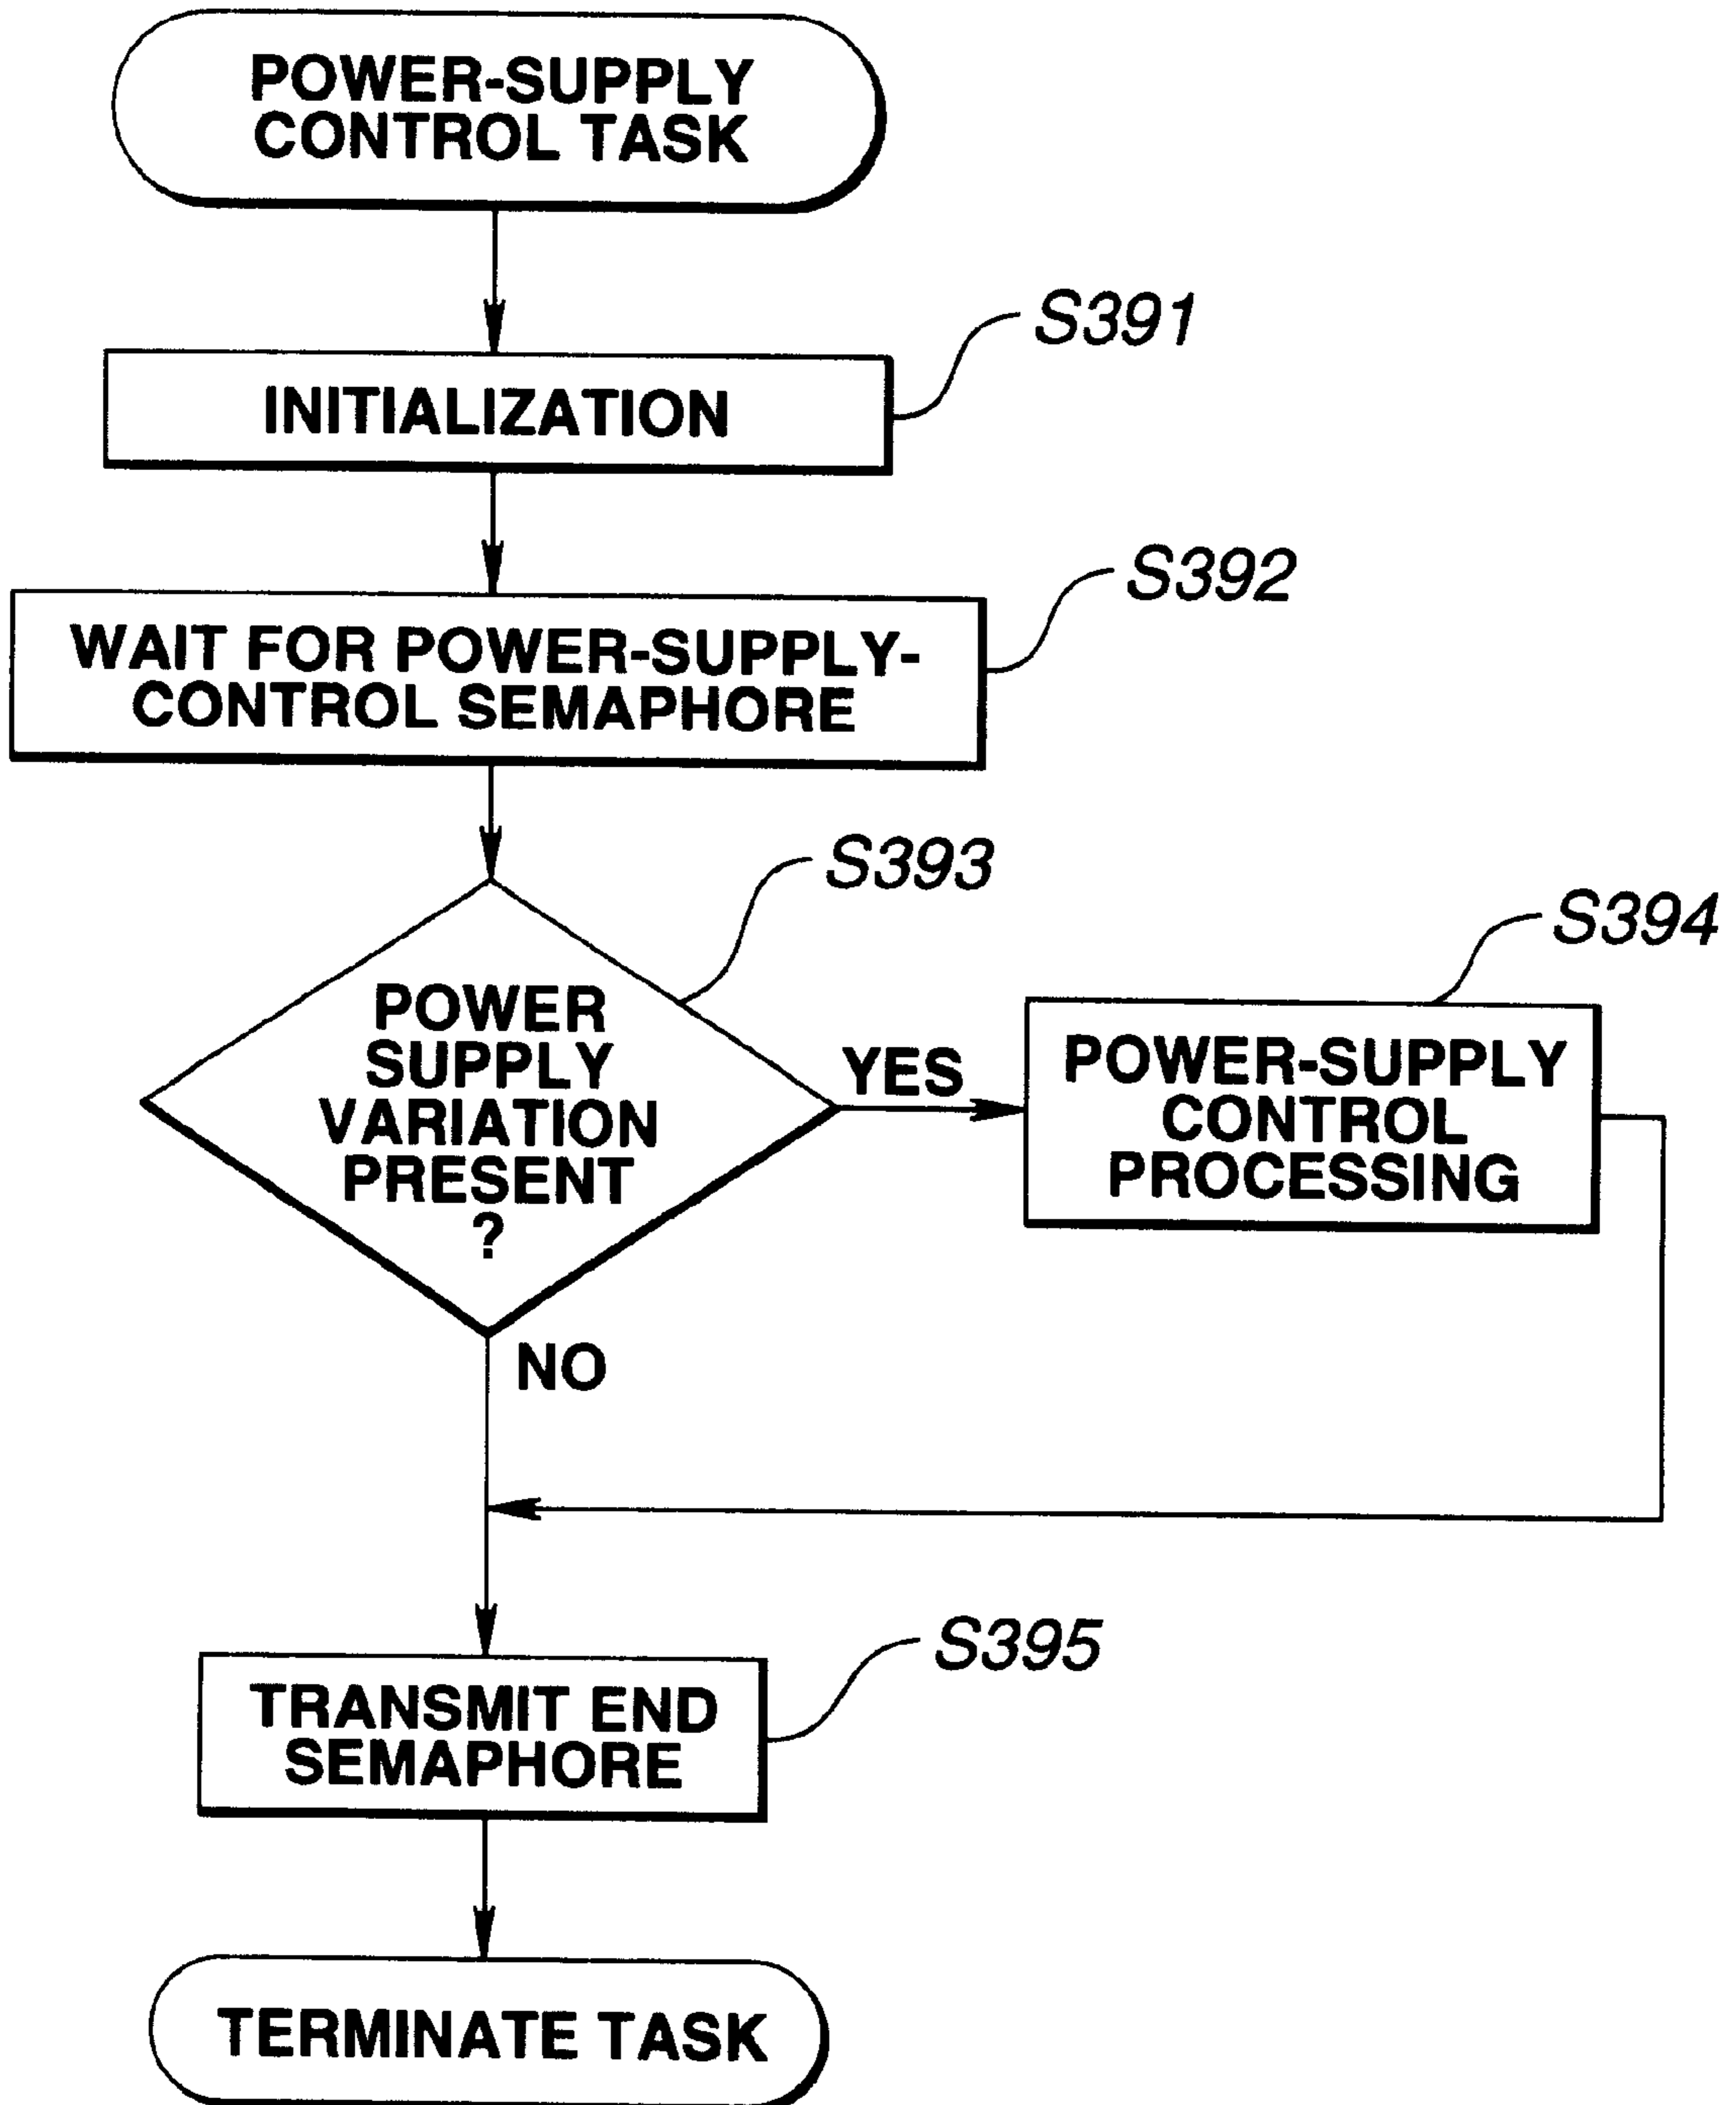 POWER-SUPPLY
CONTROL TASK
S391
INITIALIZATION
S392
WAIT FOR POWER-SUPPLY-
CONTROL SEMAPHORE
S393
S394
POWER
SUPPLY
VARIATION
PRESENT
?
YES
POWER-SUPPLY
CONTROL
PROCESSING
NO
S395
TRANSMIT END
SEMAPHORE
TERMINATE TASK